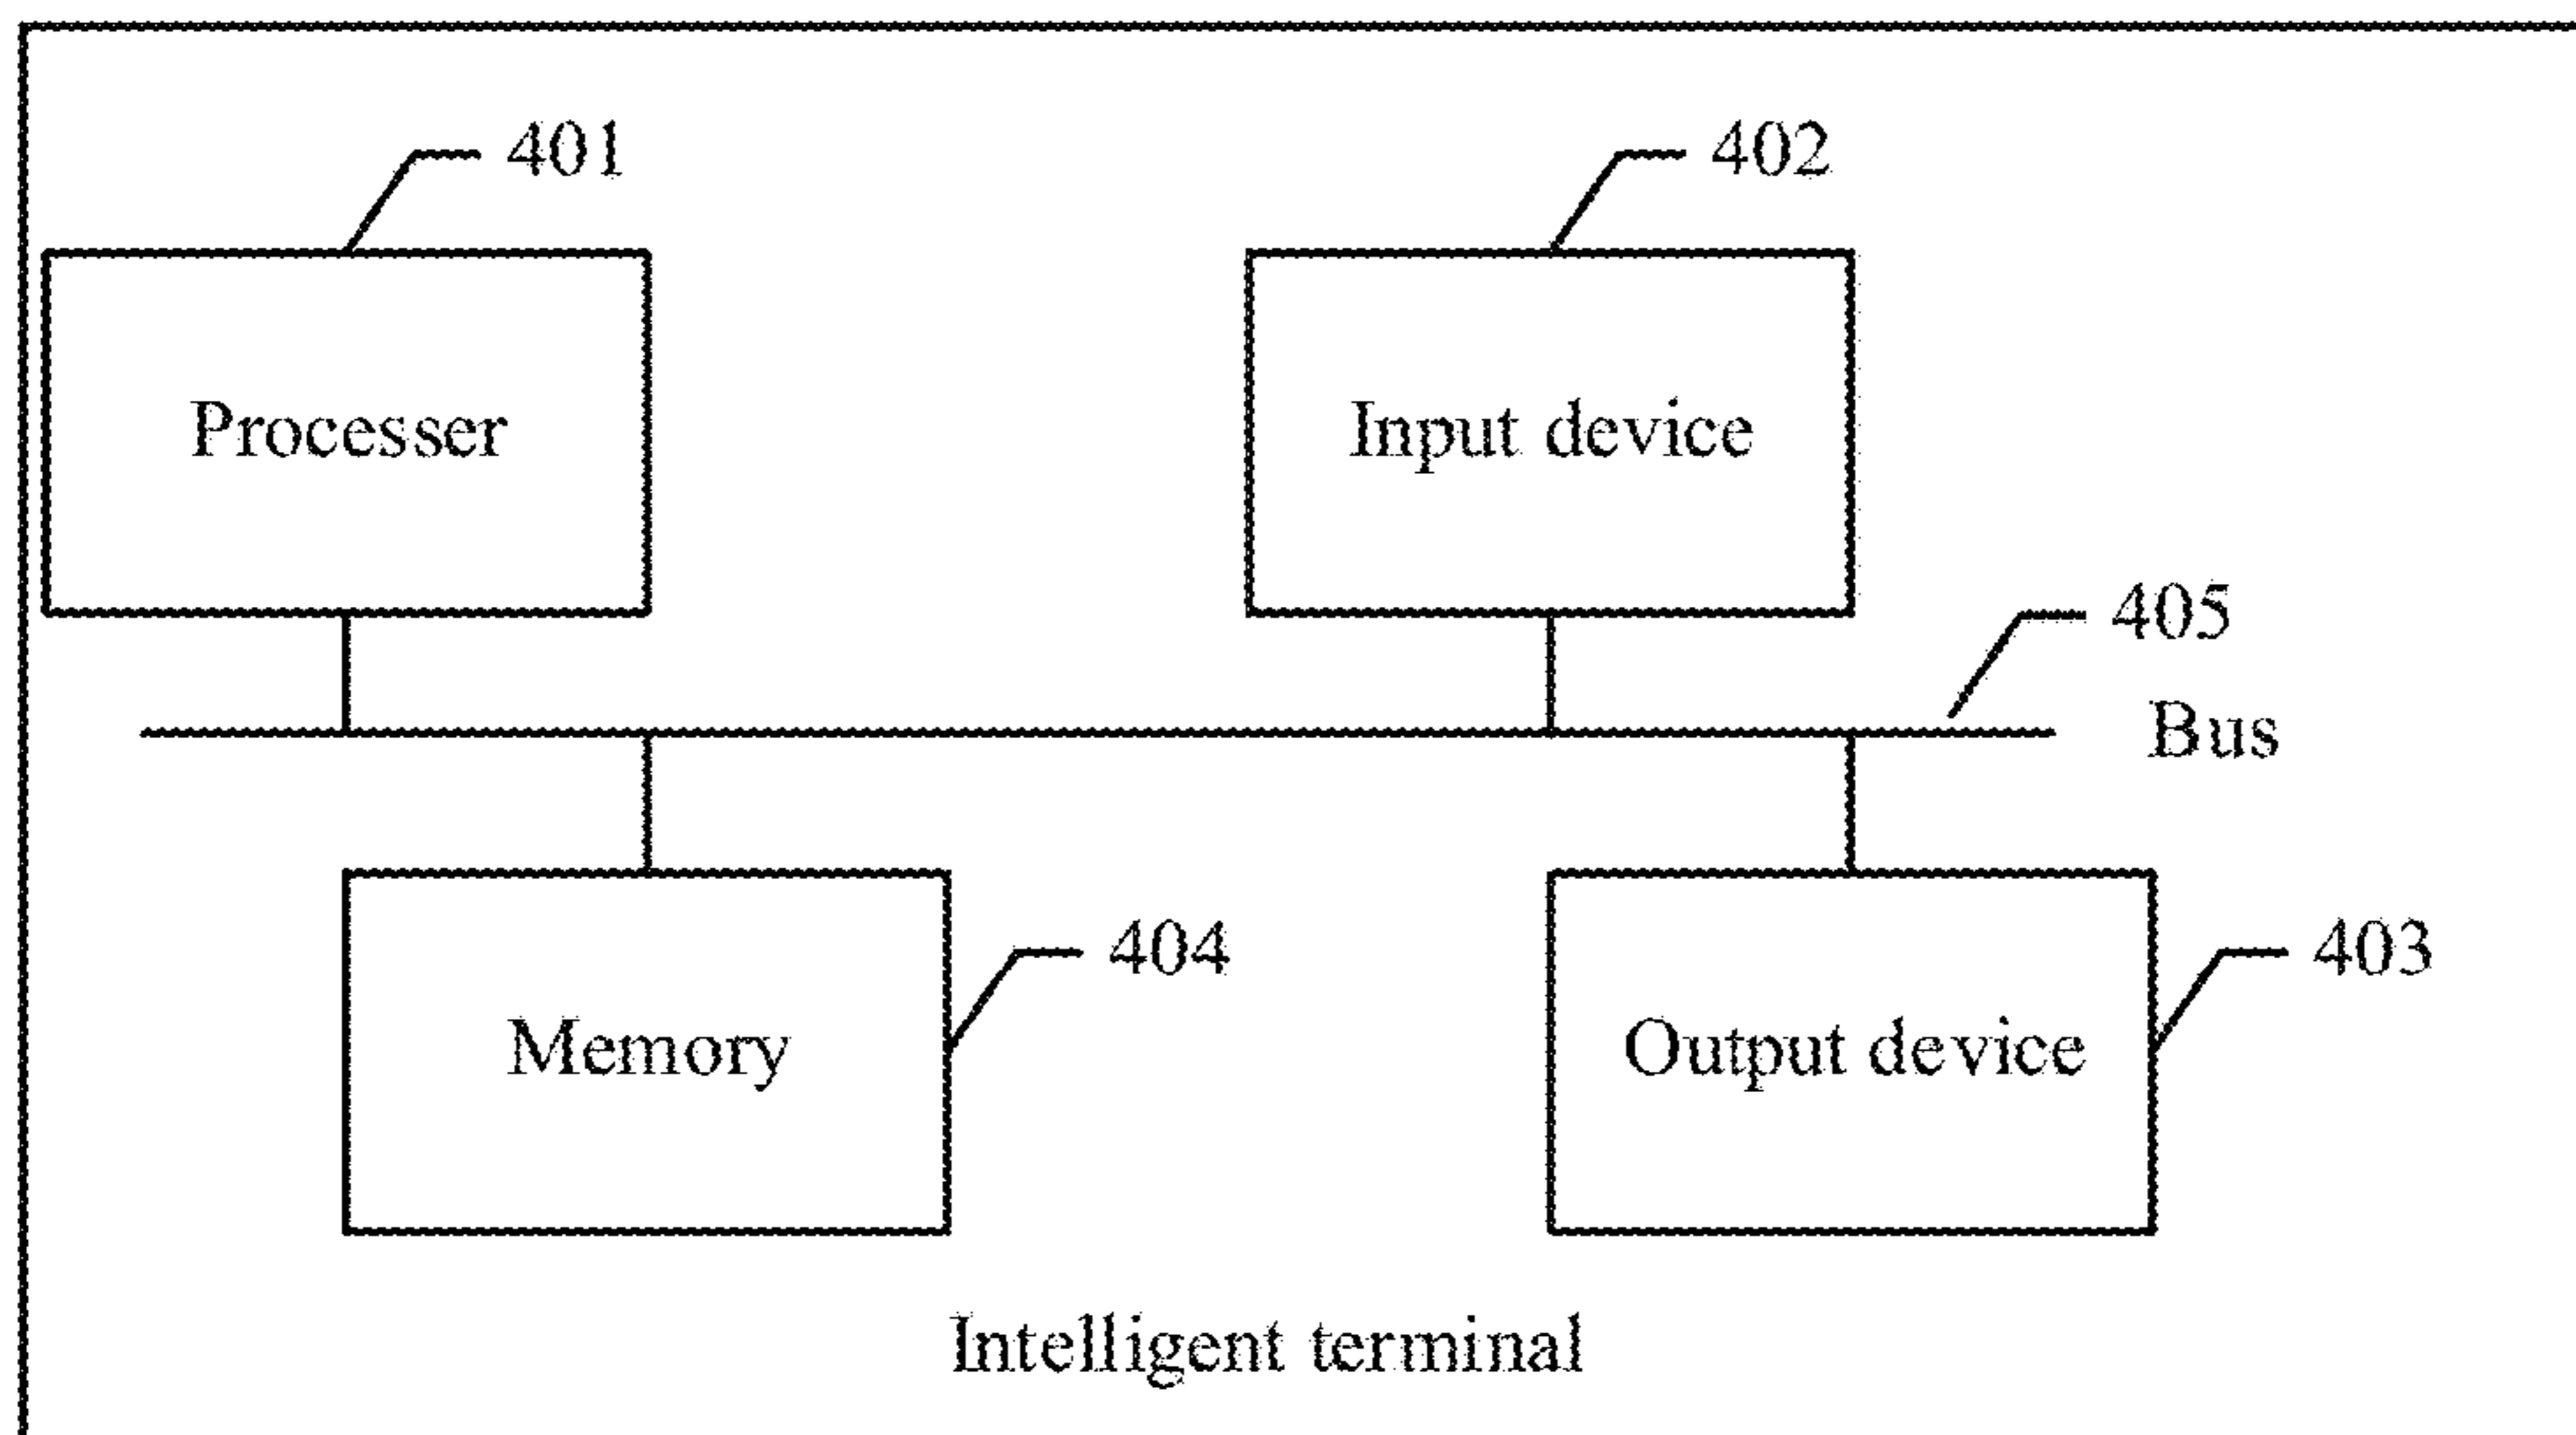 401
402
Processer
Input device
405
Bus
404
403
Memory
Output device
Intelligent terminal